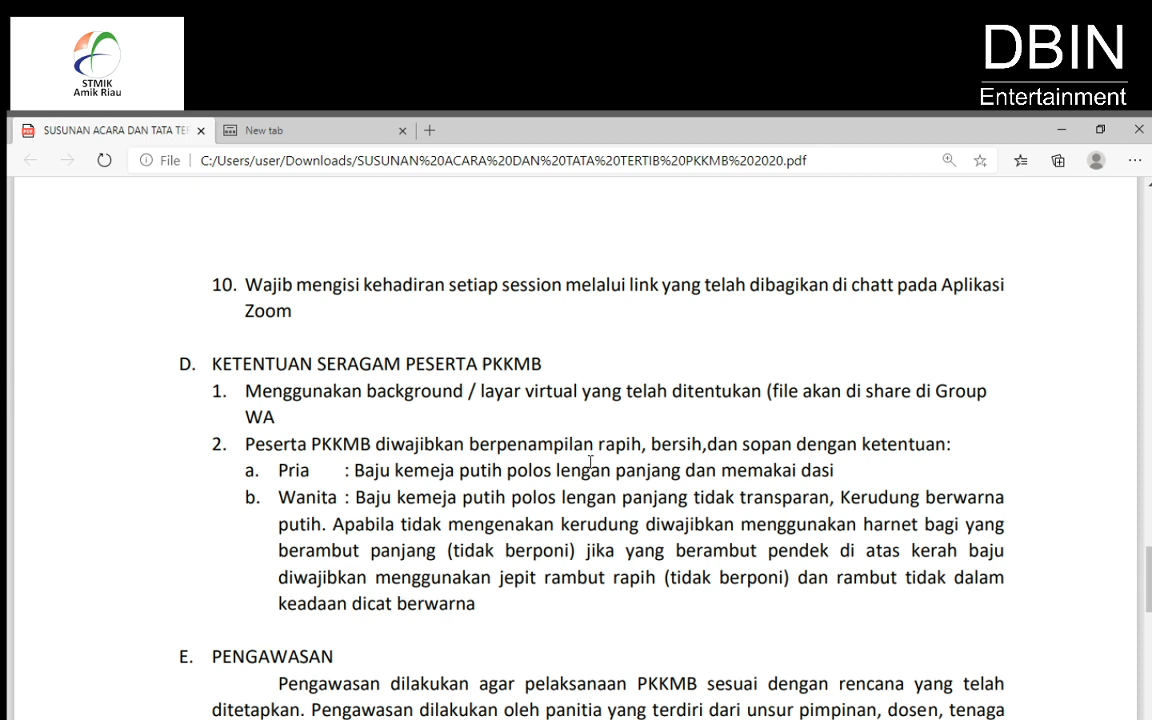 STMIK
Amik Riau
DBIN
Entertainment
SUSUNAN ACARA DAN TATA TEF
New tab
File
C:/Users/user/Downloads/SUSUNAN%20ACARA%20DAN%20TATA%20TERTIB%20PKKMB%202020.pdf
10. Wajib mengisi kehadiran setiap session melalui link yang telah dibagikan di chatt pada Aplikasi
Zoom
D. KETENTUAN SERAGAM PESERTA PKKMB
1. Menggunakan background / layar virtual yang telah ditentukan (file akan di share di Group
WA
2. Peserta PKKMB diwajibkan berpenampilan rapih, bersih,dan sopan dengan ketentuan:
a. Pria : Baju kemeja putih polos lengan panjang dan memakai dasi
b. Wanita : Baju kemeja putih polos lengan panjang tidak transparan, Kerudung berwarna
putih. Apabila tidak mengenakan kerudung diwajibkan menggunakan harnet bagi yang
berambut panjang (tidak berponi) jika yang berambut pendek di atas kerah baju
diwajibkan menggunakan jepit rambut rapih (tidak berponi) dan rambut tidak dalam
keadaan dicat berwarna
E. PENGAWASAN
Pengawasan dilakukan agar pelaksanaan PKKMB sesuai dengan rencana yang telah
ditetapkan. Pengawasan dilakukan oleh panitia yang terdiri dari unsur pimpinan, dosen, tenaga